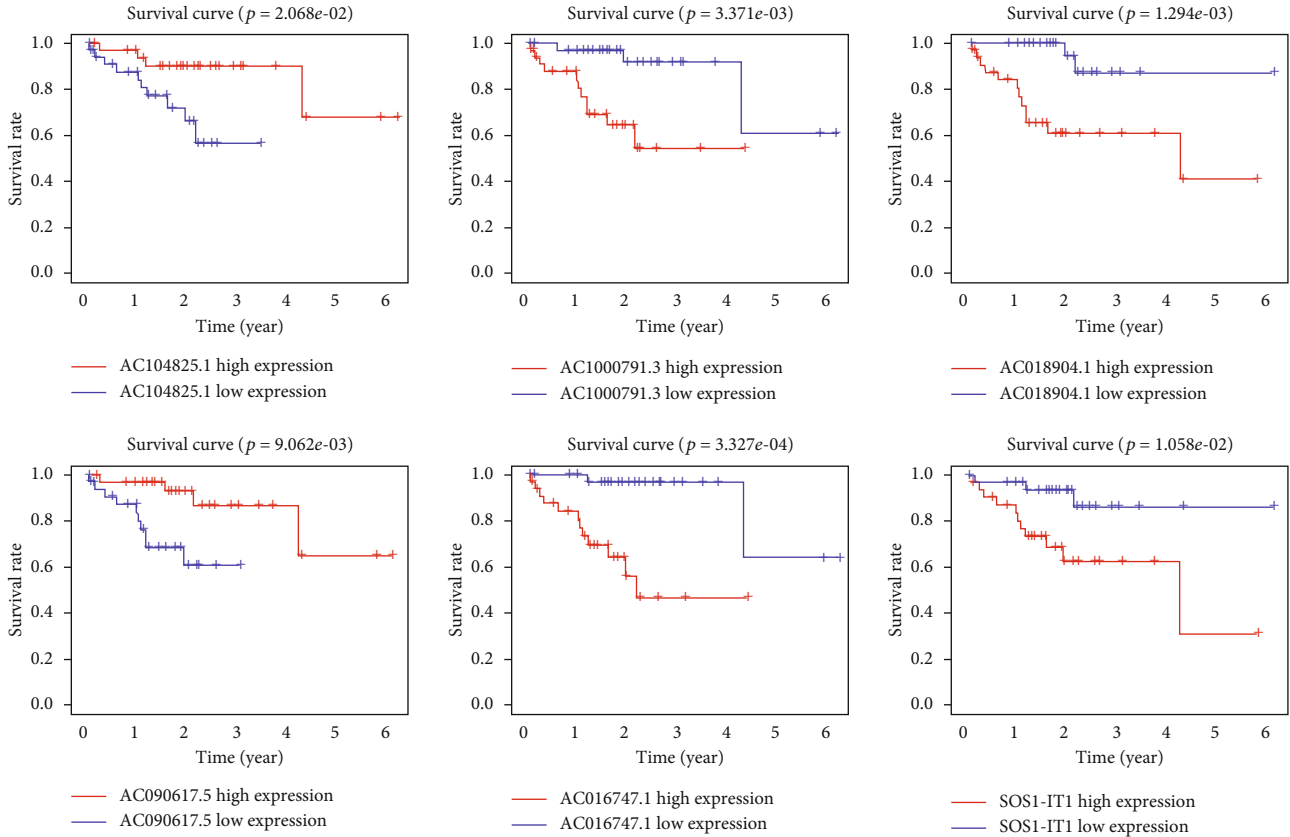 Survival curve (p = 2.068e-02)
Survival rate
1.0
0.8
0.6
0.4
0.2
0.0
0 1 2 3 4 5 6
Time (year)
AC104825.1 high expression
AC104825.1 low expression
Survival curve (p = 3.371e-03)
Survival rate
1.0
0.8
0.6
0.4
0.2
0.0
0 1 2 3 4 5 6
Time (year)
AC1000791.3 high expression
AC1000791.3 low expression
Survival curve (p = 1.294e-03)
Survival rate
1.0
0.8
0.6
0.4
0.2
0.0
0 1 2 3 4 5 6
Time (year)
AC018904.1 high expression
AC018904.1 low expression
Survival curve (p = 9.062e-03)
Survival rate
1.0
0.8
0.6
0.4
0.2
0.0
0 1 2 3 4 5 6
Time (year)
AC090617.5 high expression
AC090617.5 low expression
Survival curve (p = 3.327e-04)
Survival rate
1.0
0.8
0.6
0.4
0.2
0.0
0 1 2 3 4 5 6
Time (year)
AC016747.1 high expression
AC016747.1 low expression
Survival curve (p = 1.058e-02)
Survival rate
1.0
0.8
0.6
0.4
0.2
0.0
0 1 2 3 4 5 6
Time (year)
SOS1-IT1 high expression
SOS1-IT1 low expression